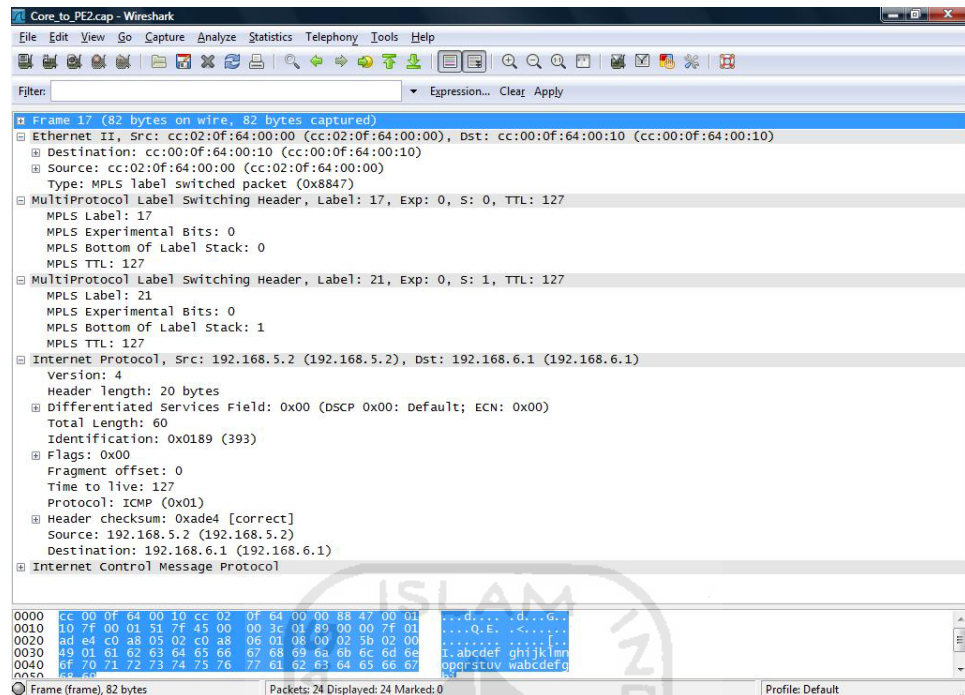 Core_to_PE2.cap - Wireshark
File Edit View Go Capture Analyze Statistics Telephony Tools Help
Filter: Expression... Clear Apply
Frame 17 (82 bytes on wire, 82 bytes captured)
Ethernet II, Src: cc:02:0f:64:00:00 (cc:02:0f:64:00:00), Dst: cc:00:0f:64:00:10 (cc:00:0f:64:00:10)
Destination: cc:00:0f:64:00:10 (cc:00:0f:64:00:10)
Source: cc:02:0f:64:00:00 (cc:02:0f:64:00:00)
Type: MPLS label switched packet (0x8847)
MultiProtocol Label Switching Header, Label: 17, Exp: 0, S: 0, TTL: 127
MPLS Label: 17
MPLS Experimental Bits: 0
MPLS Bottom Of Label Stack: 0
MPLS TTL: 127
MultiProtocol Label Switching Header, Label: 21, Exp: 0, S: 1, TTL: 127
MPLS Label: 21
MPLS Experimental Bits: 0
MPLS Bottom Of Label Stack: 1
MPLS TTL: 127
Internet Protocol, Src: 192.168.5.2 (192.168.5.2), Dst: 192.168.6.1 (192.168.6.1)
Version: 4
Header length: 20 bytes
Differentiated Services Field: 0x00 (DSCP 0x00: Default; ECN: 0x00)
Total Length: 60
Identification: 0x0189 (393)
Flags: 0x00
Fragment offset: 0
Time to live: 127
Protocol: ICMP (0x01)
Header checksum: 0xade4 [correct]
Source: 192.168.5.2 (192.168.5.2)
Destination: 192.168.6.1 (192.168.6.1)
Internet Control Message Protocol
ISLAM
0000 cc 00 0f 64 00 10 cc 02 0f 64 00 00 88 47 00 01 ...d.... .d...G..
0010 10 7f 00 01 51 7f 45 00 00 3c 01 89 00 00 7f 01 ....Q.E. .<......
0020 ad e4 c0 a8 05 02 c0 a8 06 01 08 00 02 5b 02 00 ........ .....[..
0030 49 01 61 62 63 64 65 66 67 68 69 6a 6b 6c 6d 6e I.abcdef ghijklmn
0040 6f 70 71 72 73 74 75 76 77 61 62 63 64 65 66 67 opqrstuv wabcdefg
0050 68 69 hi
Frame (frame), 82 bytes Packets: 24 Displayed: 24 Marked: 0 Profile: Default